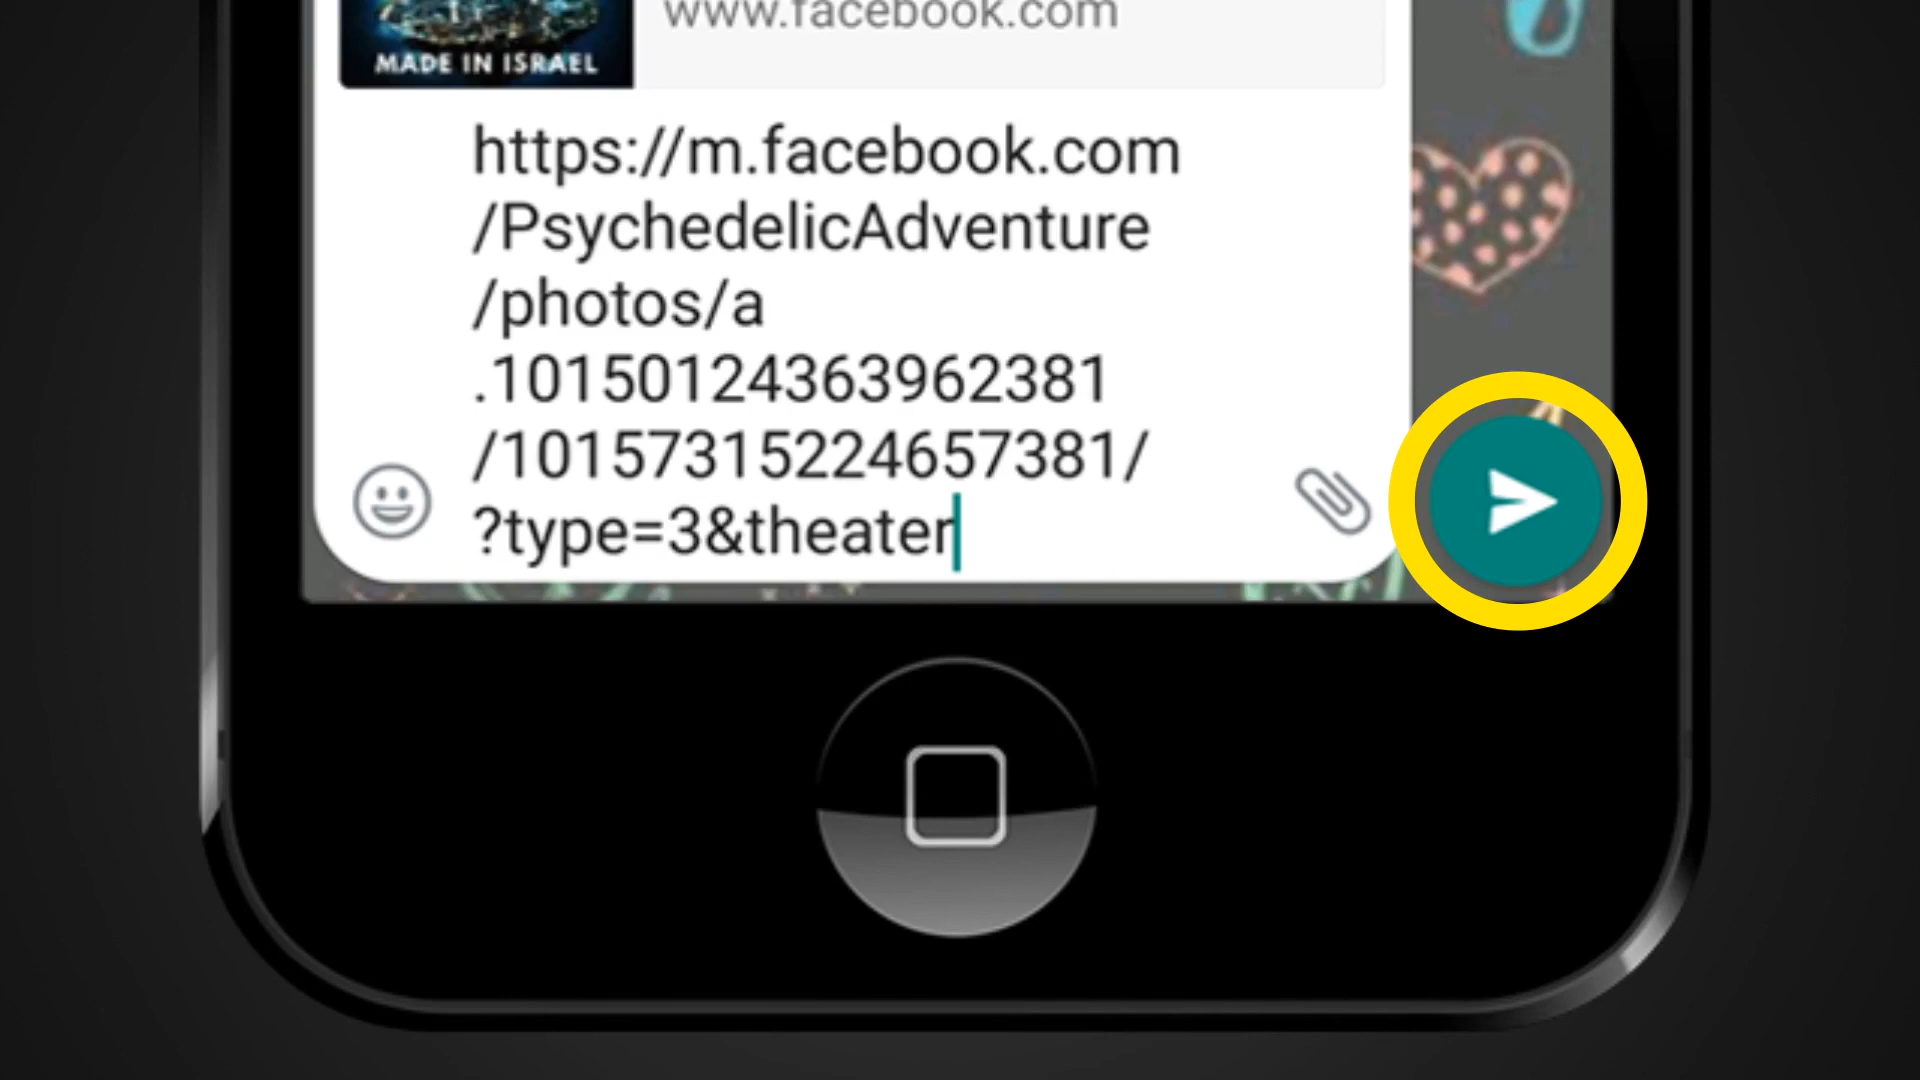 www.facebook.com
MADE IN ISRAEL
https://m.facebook.com
/PsychedelicAdventure
/photos/a
.10150124363962381
/10157315224657381/
?type=3&theater